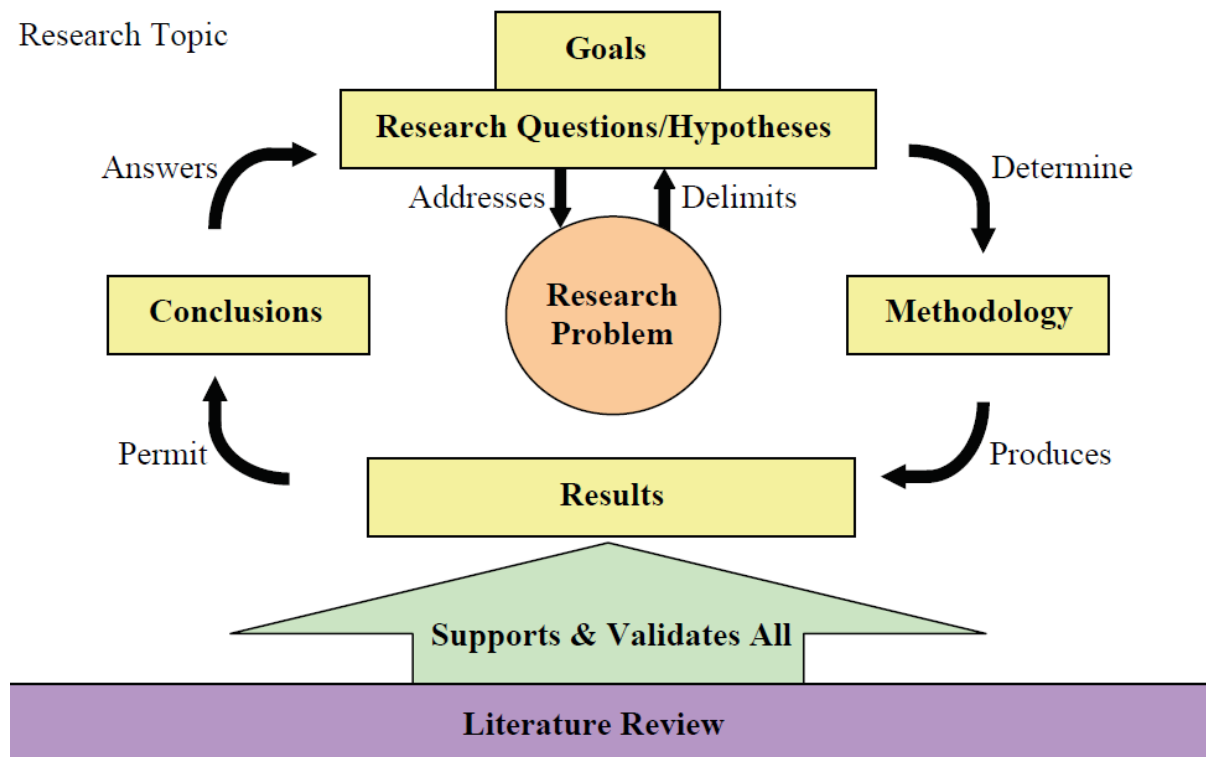 Research Topic
Goals
Research Questions/Hypotheses
Answers
Determine
Addresses
Delimits
Conclusions
Research
Problem
Methodology
Permit
Produces
Results
Supports & Validates All
Literature Review